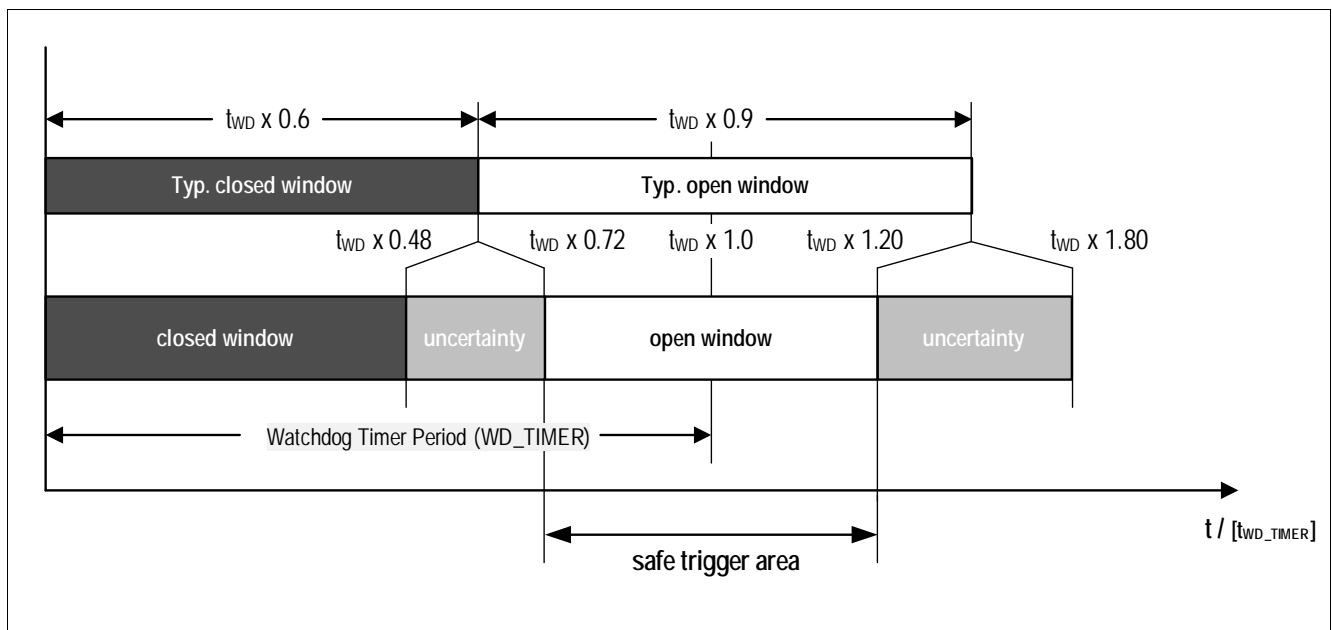 tWD x 0.6
tWD x 0.9
Typ. closed window
Typ. open window
tWD x 0.48
tWD x 0.72
tWD x 1.0
tWD x 1.20
tWD x 1.80
closed window
uncertainty
open window
uncertainty
Watchdog Timer Period (WD_TIMER)
t / [tWD_TIMER]
safe trigger area